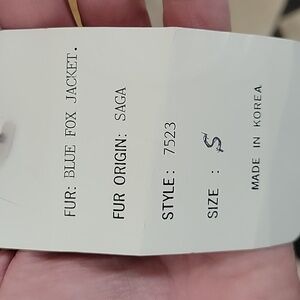 FUR: BLUE FOX JACKET.
FUR ORIGIN: SAGA
STYLE: 7523
SIZE : S
MADE IN KOREA